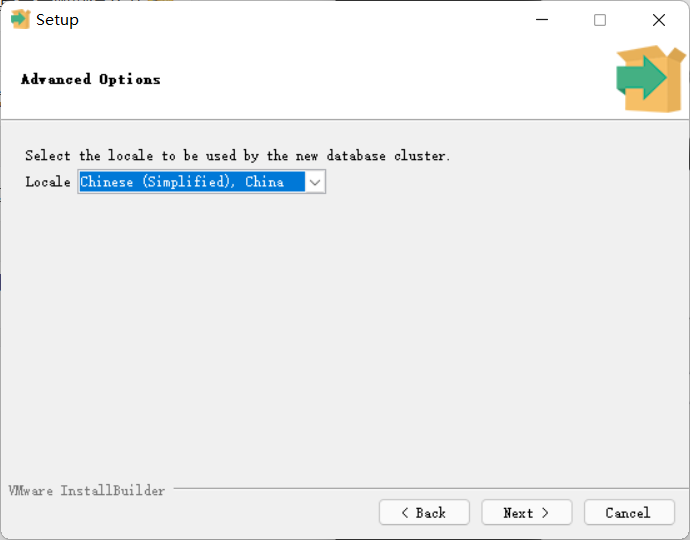 Setup
Advanced Options
Select the locale to be used by the new database cluster.
Locale Chinese (Simplified), China
VMware InstallBuilder
< Back Next > Cancel